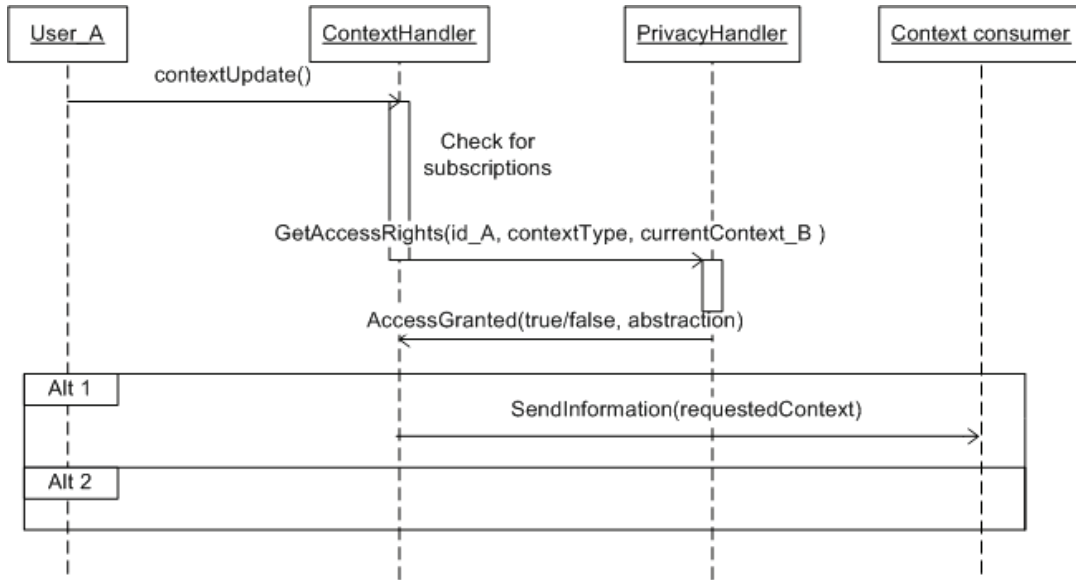 User_A
ContextHandler
PrivacyHandler
Context consumer
contextUpdate()
Check for
subscriptions
GetAccessRights(id_A, contextType, currentContext_B )
AccessGranted(true/false, abstraction)
Alt 1
SendInformation(requestedContext)
Alt 2